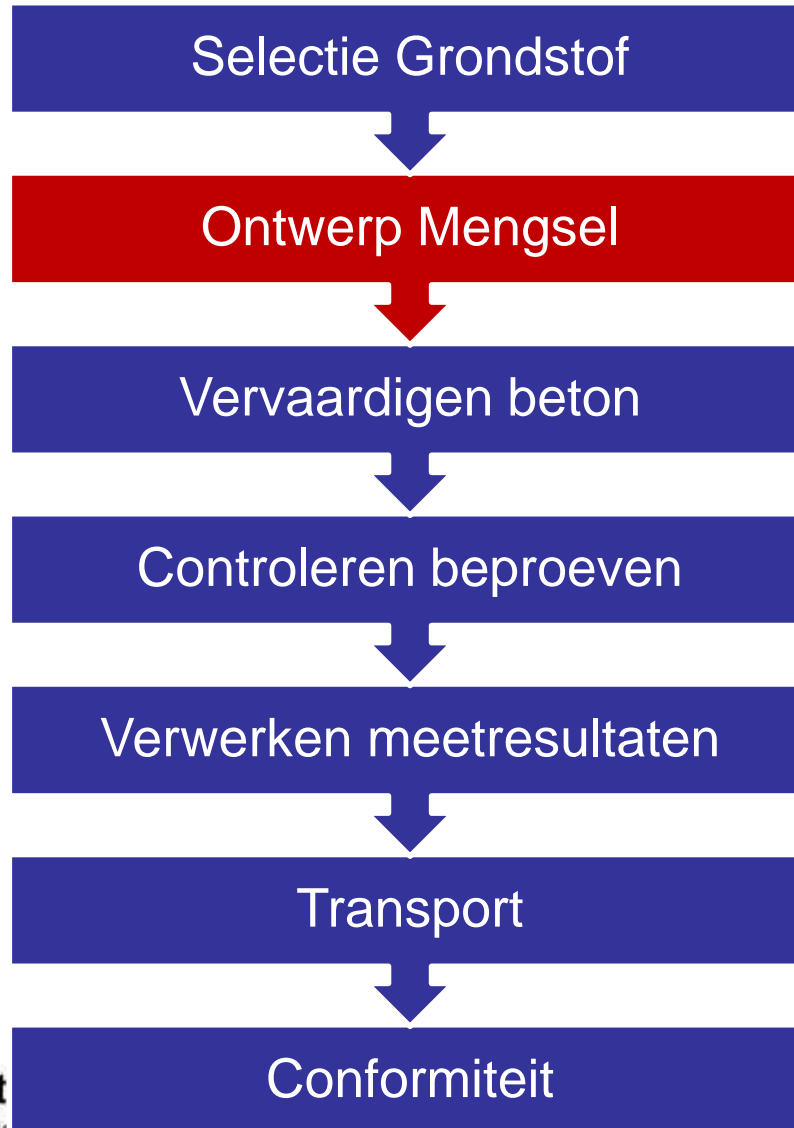 Selectie Grondstof
Ontwerp Mengsel
Vervaardigen beton
Controleren beproeven
Verwerken meetresultaten
Transport
Conformiteit